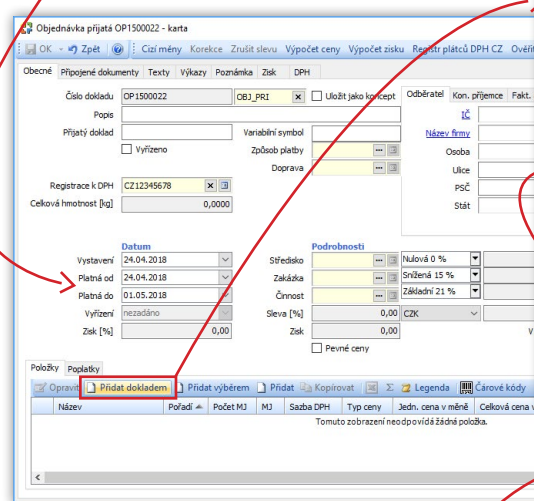 Objednávka přijatá OP1500022 - karta
OK Zpět Cizí měny Korekce Zrušit slevu Výpočet ceny Výpočet zisku Registr plátců DPH CZ Ověřit
Obecné Připojené dokumenty Texty Výkazy Poznámka Zisk DPH
Číslo dokladu OP1500022 OBJ_PRI Uložit jako koncept Odběratel Kon. příjemce Fakt.
Popis IČ
Přijatý doklad Variabilní symbol Název firmy
Vyřízeno Způsob platby Osoba
Doprava Ulice
Registrace k DPH CZ12345678 PSČ
Celková hmotnost [kg] 0,0000 Stát
Datum Podrobnosti
Vystavení 24.04.2018 Středisko Nulová 0 %
Platná od 24.04.2018 Zakázka Snížená 15 %
Platná do 01.05.2018 Činnost Základní 21 %
Vyřízení nezadáno Sleva [%] 0,00 CZK
Zisk [%] 0,00 Zisk 0,00 V
Pevné ceny
Položky Poplatky
Opravit Přidat dokladem Přidat výběrem Přidat Kopírovat Σ Legenda Čárové kódy
Název Pořadí Počet MJ MJ Sazba DPH Typ ceny Jedn. cena v měně Celková cena v
Tomuto zobrazení neodpovídá žádná položka.